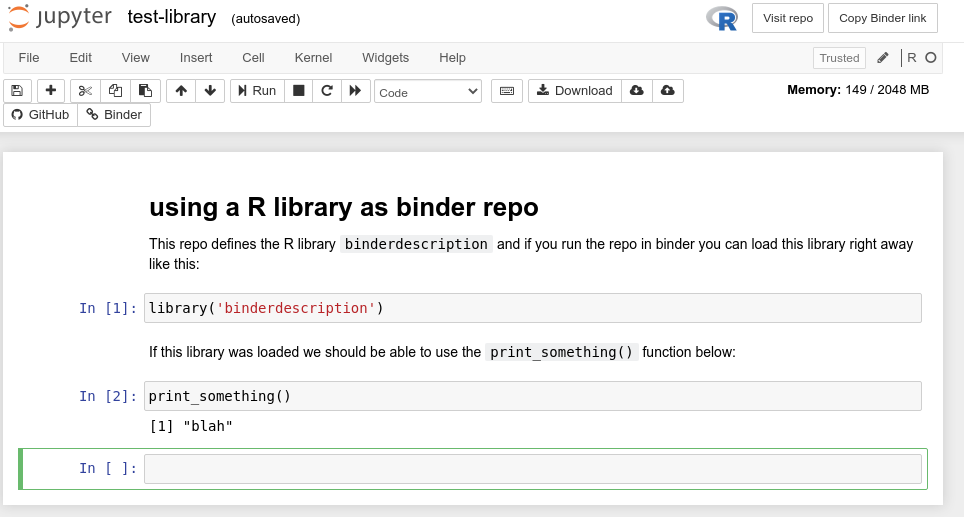 jupyter test-library (autosaved)
R
Visit repo
Copy Binder link
File Edit View Insert Cell Kernel Widgets Help
Trusted
R
Run
Code
Download
Memory: 149 / 2048 MB
GitHub
Binder
using a R library as binder repo
This repo defines the R library binderdescription and if you run the repo in binder you can load this library right away
like this:
In [1]: library('binderdescription')
If this library was loaded we should be able to use the print_something() function below:
In [2]: print_something()
[1] "blah"
In [ ]: